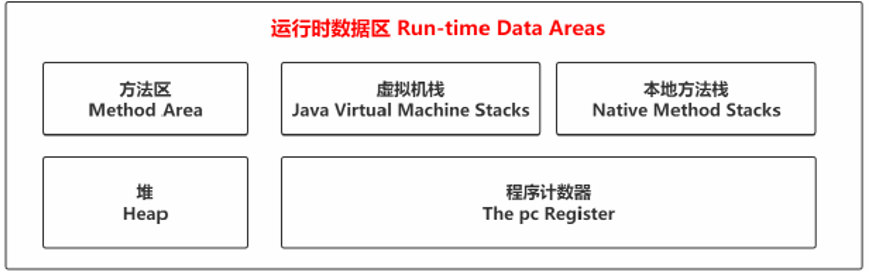 运行时数据区 Run-time Data Areas
方法区
Method Area
虚拟机栈
Java Virtual Machine Stacks
本地方法栈
Native Method Stacks
堆
Heap
程序计数器
The pc Register